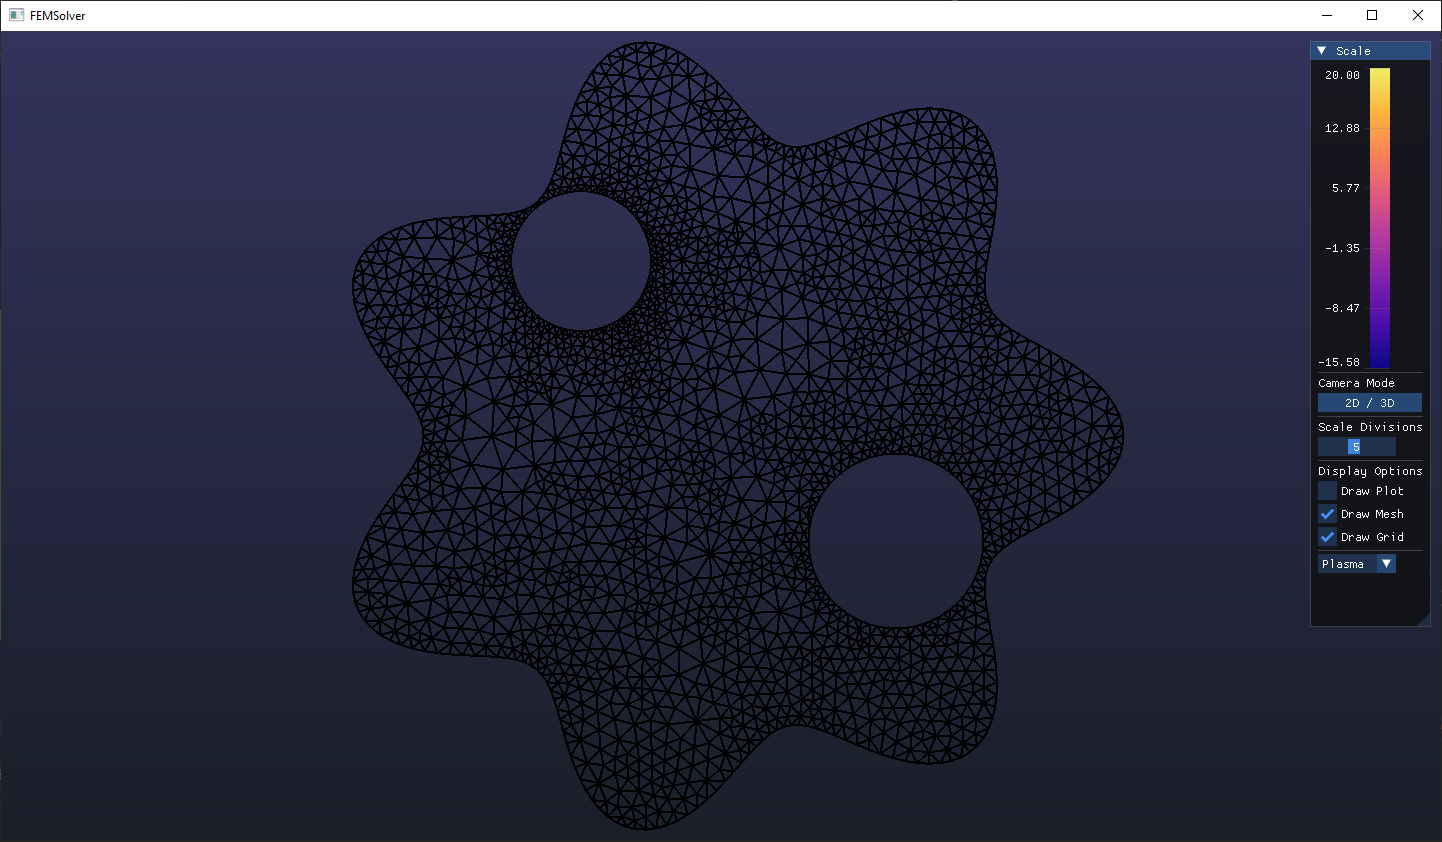 FEMSolver
Scale
20.00
12.88
5.77
-1.35
-8.47
-15.58
Camera Mode
2D / 3D
Scale Divisions
5
Display Options
Draw Plot
Draw Mesh
Draw Grid
Plasma